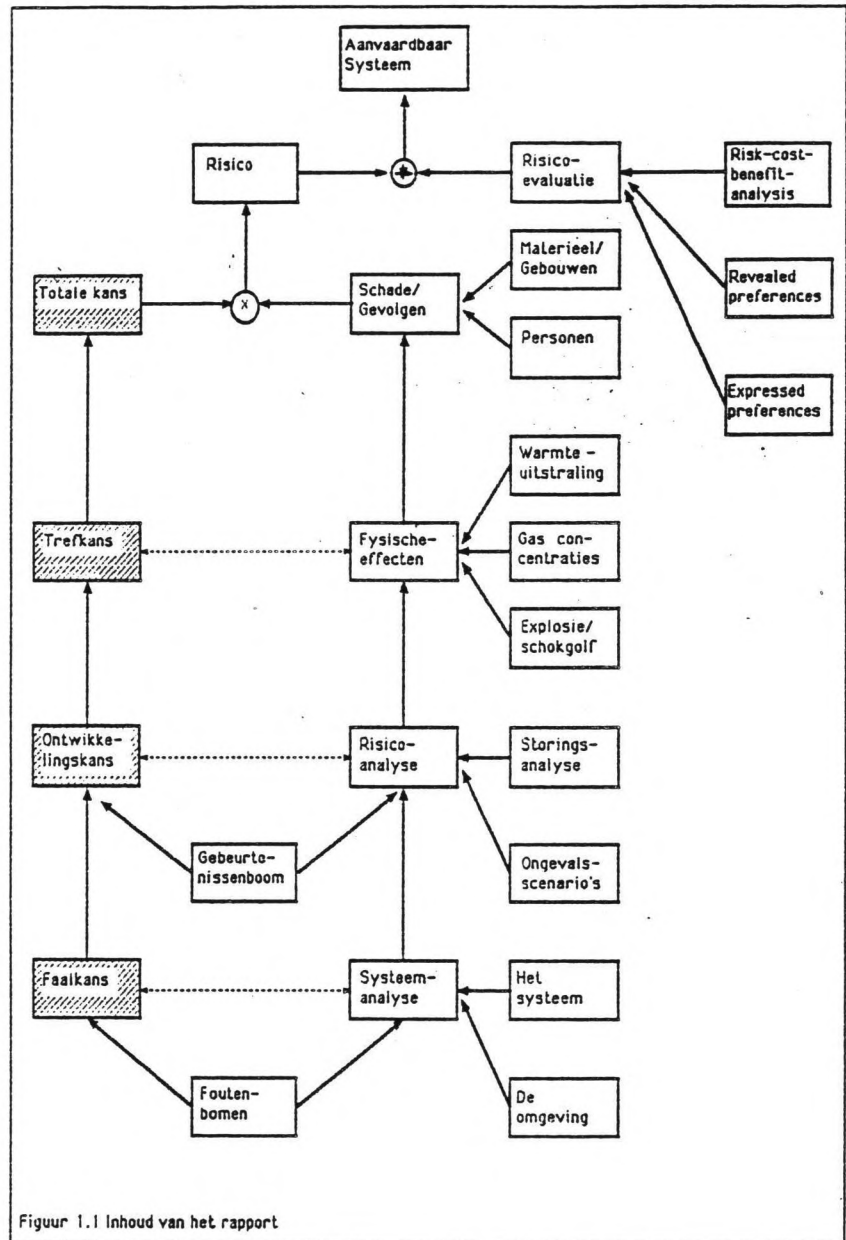 Aanvaardbaar
Systeem
Risico
+
Risico-
evaluatie
Risk-cost-
benefit-
analysis
Totale kans
x
Schade/
Gevolgen
Materieel/
Gebouwen
Personen
Revealed
preferences
Expressed
preferences
Trefkans
Fysische-
effecten
Warmte-
uitstraling
Gas con-
centraties
Explosie/
schokgolf
Ontwikke-
lingskans
Risico-
analyse
Storings-
analyse
Gebeurte-
nissenboom
Ongevals-
scenario's
Faalkans
Systeem-
analyse
Het
systeem
Fouten-
bomen
De
omgeving
Figuur 1.1 Inhoud van het rapport